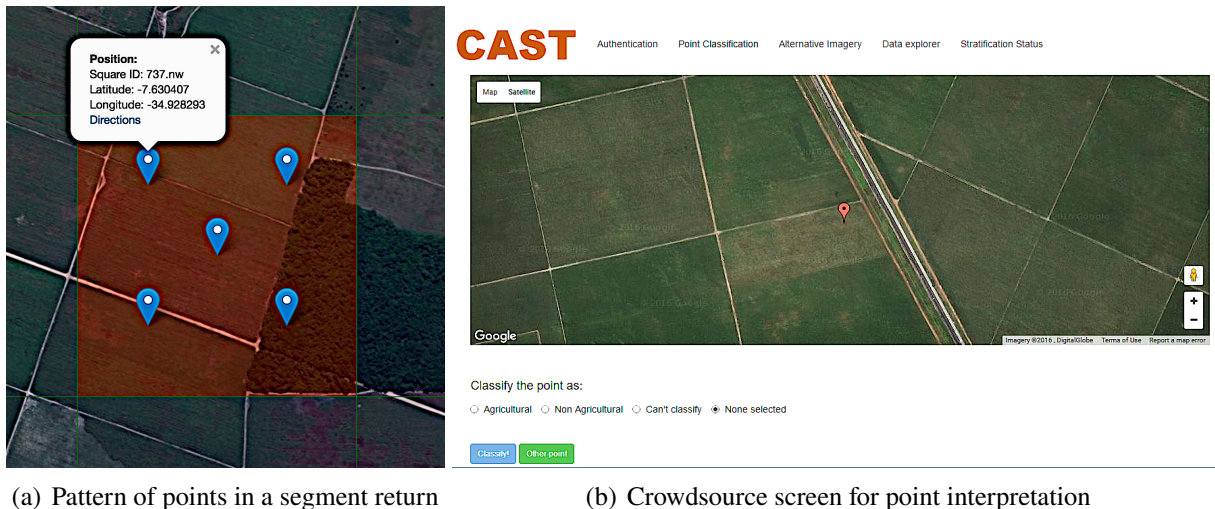 Position:
Square ID: 737.nw
Latitude: -7.630407
Longitude: -34.928293
Directions
CAST
Authentication Point Classification Alternative Imagery Data explorer Stratification Status
Map Satellite
Google
Imagery ©2016 , DigitalGlobe Terms of Use Report a map error
Classify the point as:
Agricultural Non Agricultural Can't classify None selected
Classify! Other point
(a) Pattern of points in a segment return
(b) Crowdsource screen for point interpretation